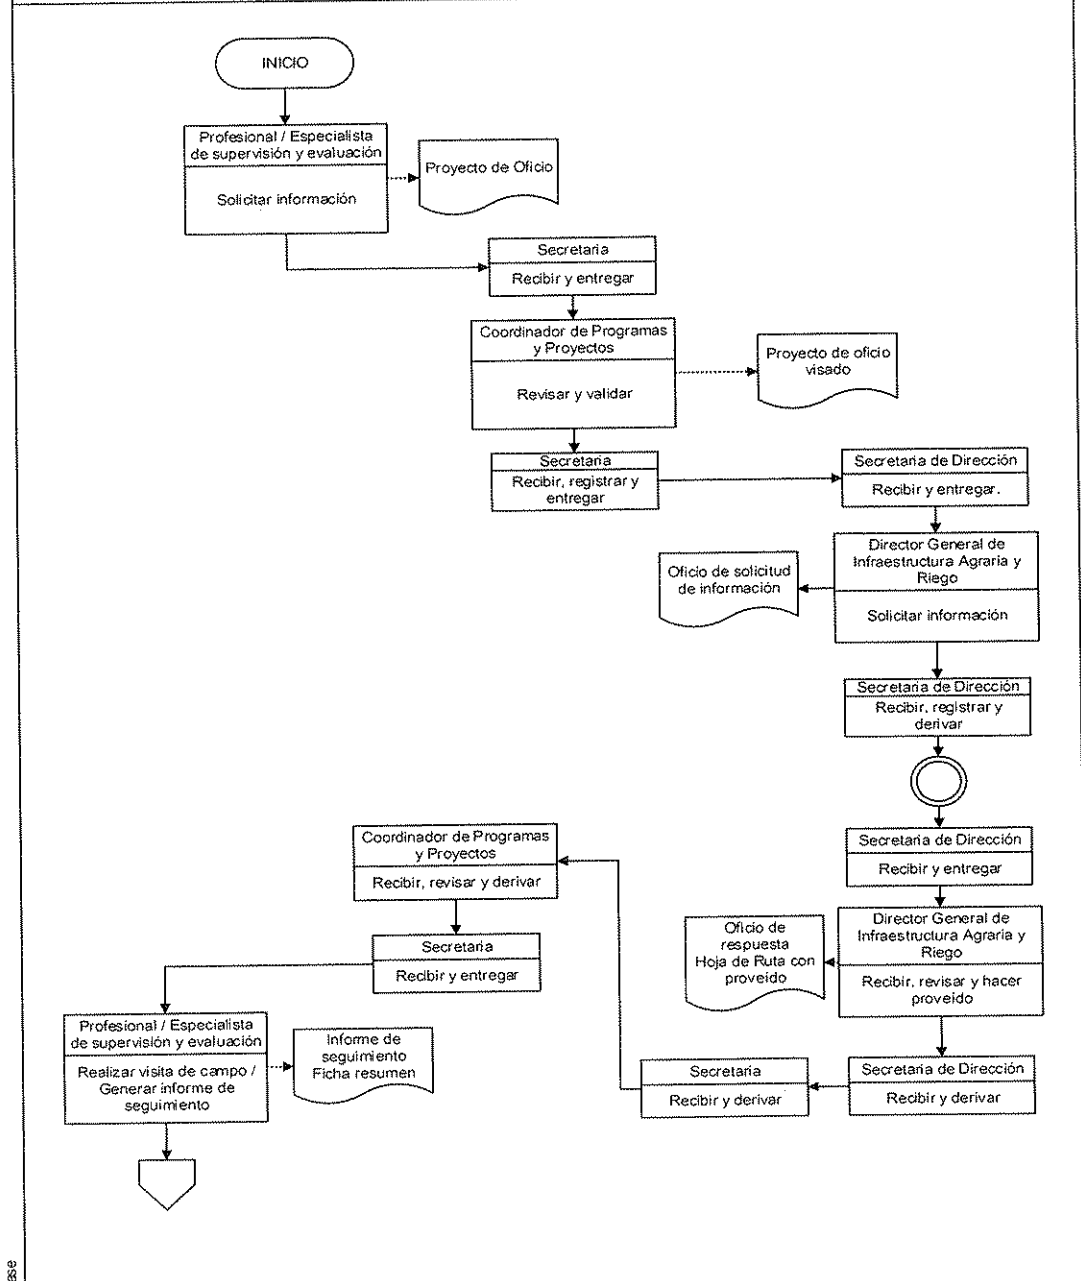 INICIO
Profesional / Especialista
de supervisión y evaluación
Solicitar información
Proyecto de Oficio
Secretaria
Recibir y entregar
Coordinador de Programas
y Proyectos
Revisar y validar
Proyecto de oficio
visado
Secretaria
Recibir, registrar y
entregar
Secretaria de Dirección
Recibir y entregar.
Director General de
Infraestructura Agraria y
Riego
Solicitar información
Oficio de solicitud
de información
Secretaria de Dirección
Recibir, registrar y
derivar
Secretaria de Dirección
Recibir y entregar
Director General de
Infraestructura Agraria y
Riego
Recibir, revisar y hacer
proveido
Oficio de
respuesta
Hoja de Ruta con
proveido
Secretaria de Dirección
Recibir y derivar
Secretaria
Recibir y derivar
Coordinador de Programas
y Proyectos
Recibir, revisar y derivar
Secretaria
Recibir y entregar
Profesional / Especialista
de supervisión y evaluación
Realizar visita de campo /
Generar informe de
seguimiento
Informe de
seguimiento
Ficha resumen